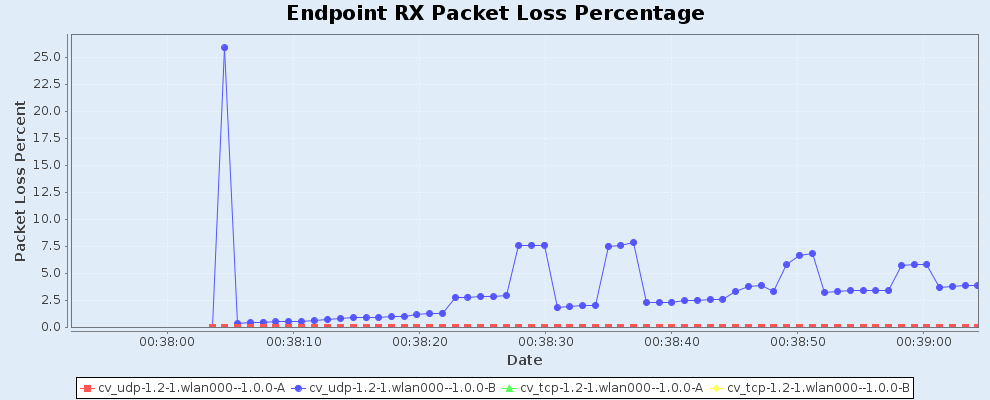 Endpoint RX Packet Loss Percentage
Packet Loss Percent
25.0
22.5
20.0
17.5
15.0
12.5
10.0
7.5
5.0
2.5
0.0
00:38:00 00:38:10 00:38:20 00:38:30 00:38:40 00:38:50 00:39:00
Date
cv_udp-1.2-1.wlan000--1.0.0-A cv_udp-1.2-1.wlan000--1.0.0-B cv_tcp-1.2-1.wlan000--1.0.0-A cv_tcp-1.2-1.wlan000--1.0.0-B